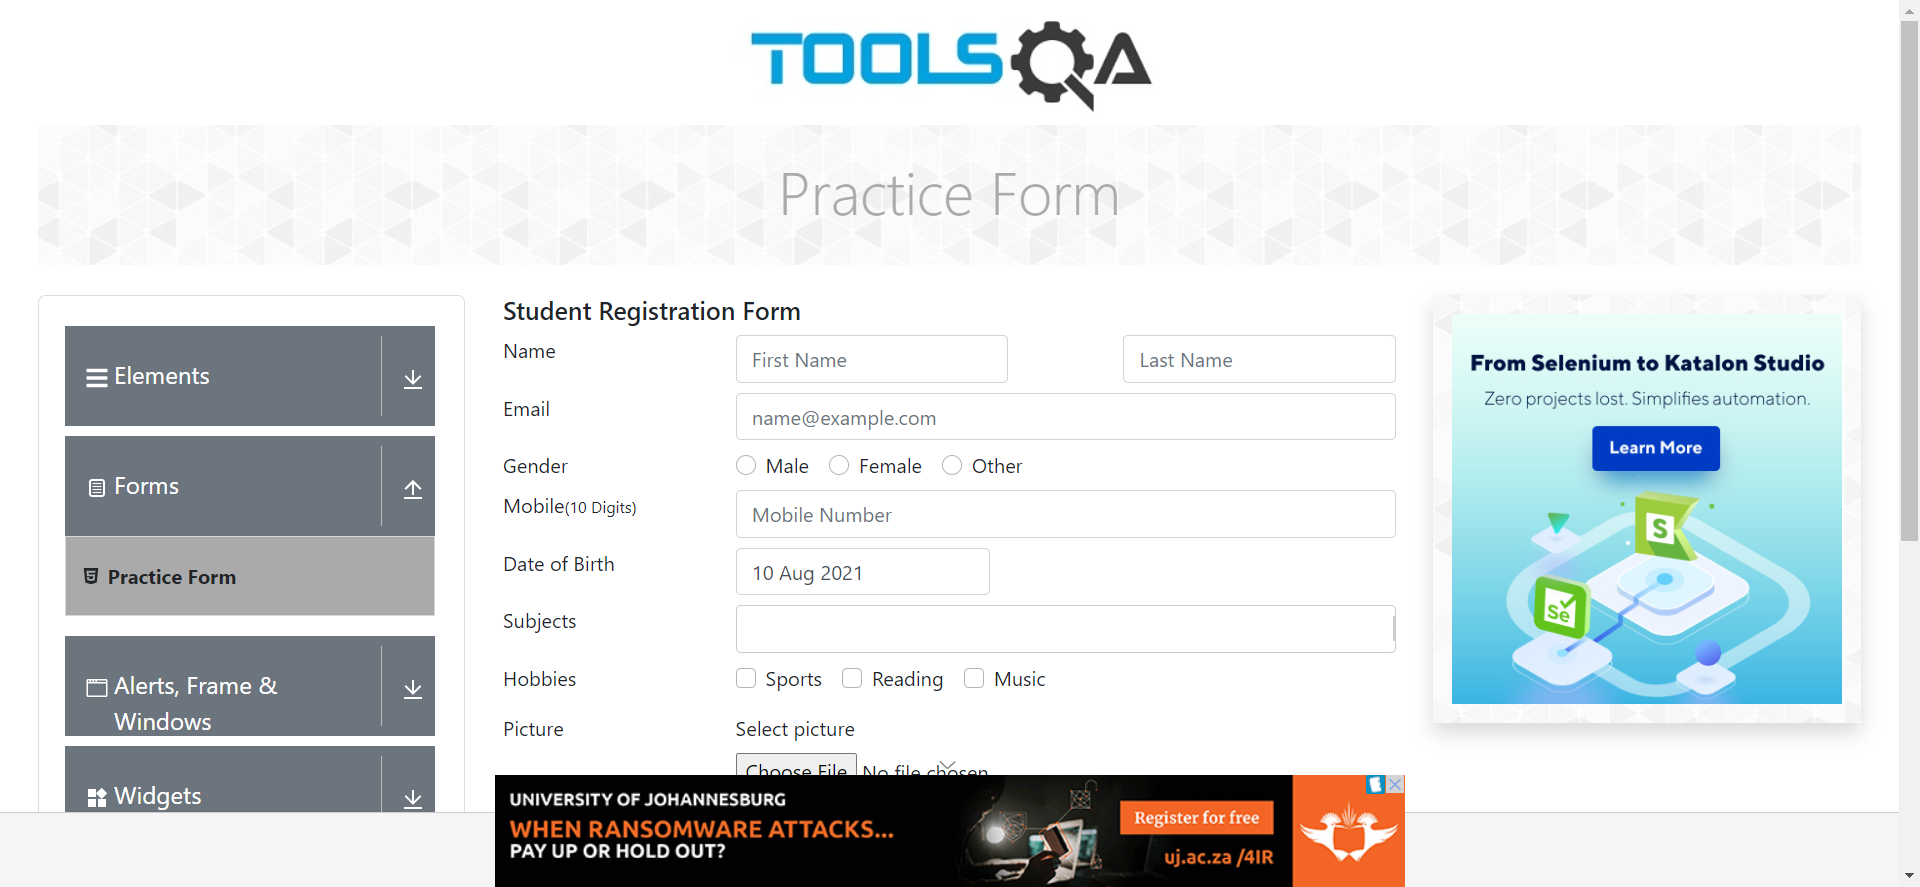 TOOLSQA
Practice Form
Elements
Forms
Practice Form
Alerts, Frame &
Windows
Widgets
Student Registration Form
Name
First Name
Last Name
Email
name@example.com
Gender
Male
Female
Other
Mobile(10 Digits)
Mobile Number
Date of Birth
10 Aug 2021
Subjects
Hobbies
Sports
Reading
Music
Picture
Select picture
Choose File No file chosen
From Selenium to Katalon Studio
Zero projects lost. Simplifies automation.
Learn More
S
Se
UNIVERSITY OF JOHANNESBURG
WHEN RANSOMWARE ATTACKS...
PAY UP OR HOLD OUT?
Register for free
uj.ac.za /4IR